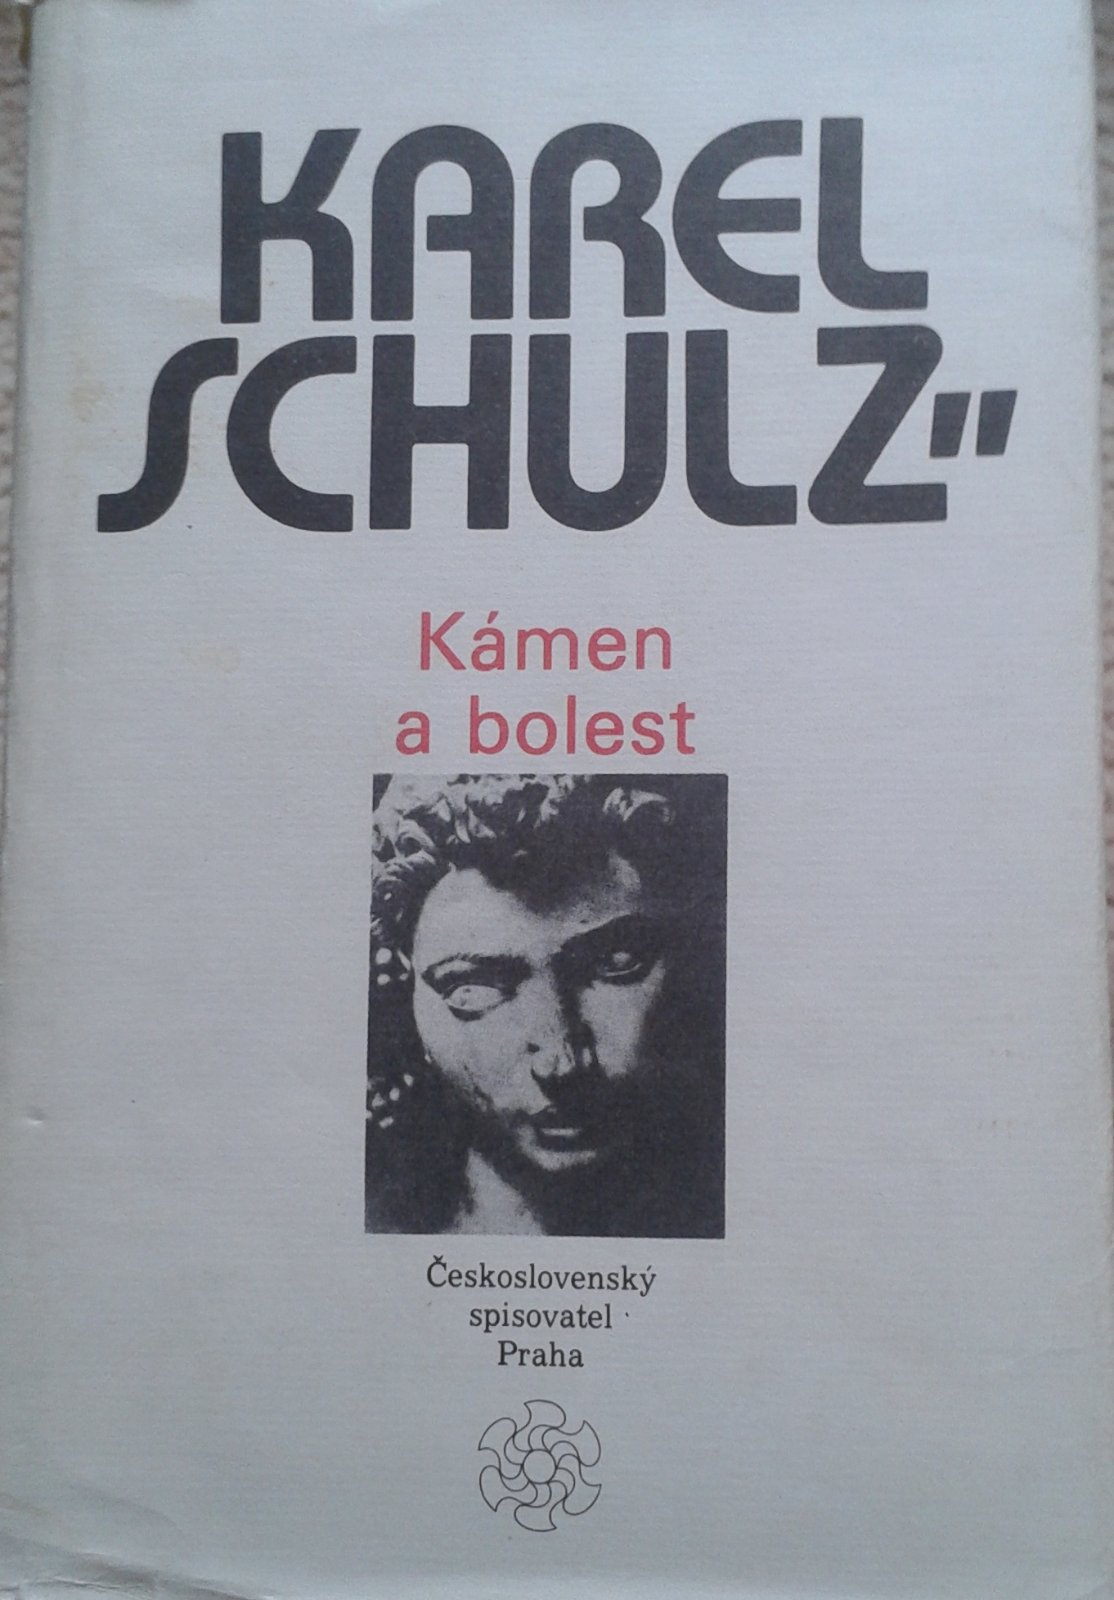 KAREL
SCHULZ"
Kámen
a bolest
Československý
spisovatel
Praha